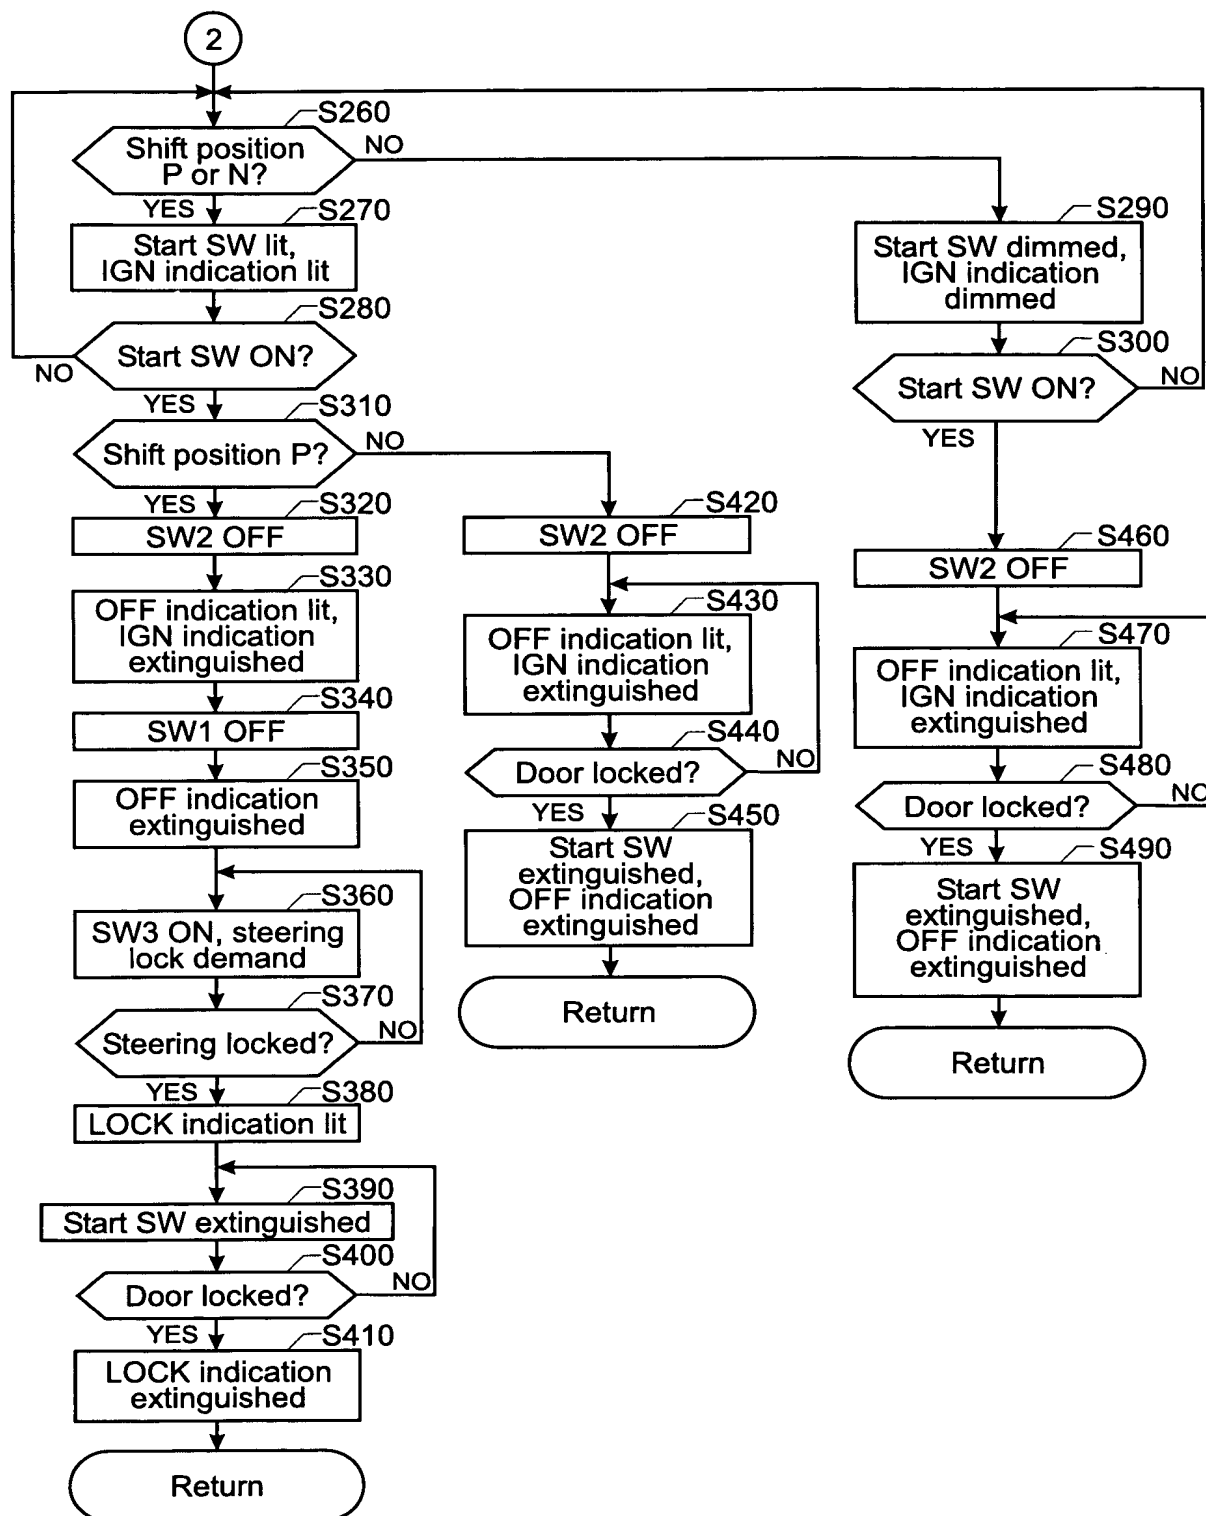 2
S260
Shift position
P or N?
NO
YES
S270
Start SW lit,
IGN indication lit
S280
Start SW ON?
NO
YES
S290
Start SW dimmed,
IGN indication
dimmed
S300
Start SW ON?
NO
YES
S310
Shift position P?
NO
YES
S320
SW2 OFF
S330
OFF indication lit,
IGN indication
extinguished
S340
SW1 OFF
S350
OFF indication
extinguished
S360
SW3 ON, steering
lock demand
S370
Steering locked?
NO
YES
S380
LOCK indication lit
S390
Start SW extinguished
S400
Door locked?
NO
YES
S410
LOCK indication
extinguished
Return
S420
SW2 OFF
S430
OFF indication lit,
IGN indication
extinguished
S440
Door locked?
NO
YES
S450
Start SW
extinguished,
OFF indication
extinguished
Return
S460
SW2 OFF
S470
OFF indication lit,
IGN indication
extinguished
S480
Door locked?
NO
YES
S490
Start SW
extinguished,
OFF indication
extinguished
Return